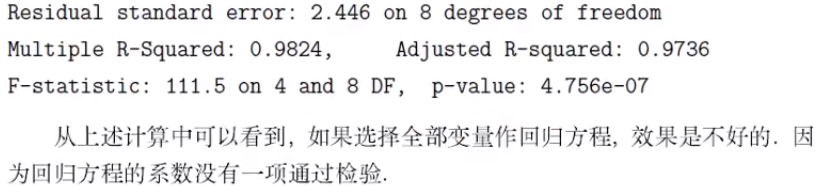 Residual standard error: 2.446 on 8 degrees of freedom
Multiple R-Squared: 0.9824,     Adjusted R-squared: 0.9736
F-statistic: 111.5 on 4 and 8 DF,  p-value: 4.756e-07
从上述计算中可以看到, 如果选择全部变量作回归方程, 效果是不好的. 因
为回归方程的系数没有一项通过检验.